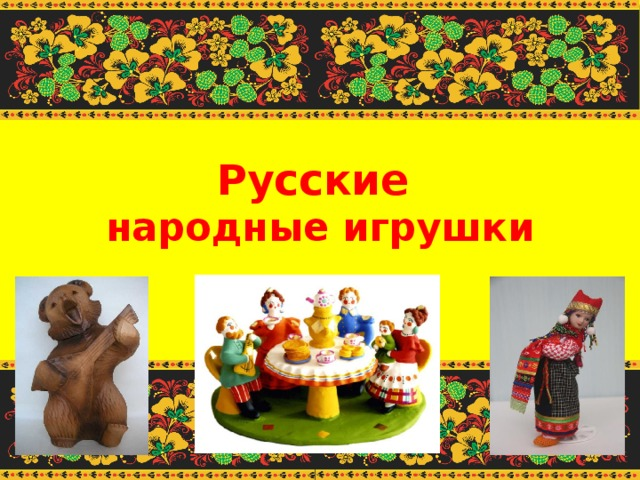 Русские
народные игрушки